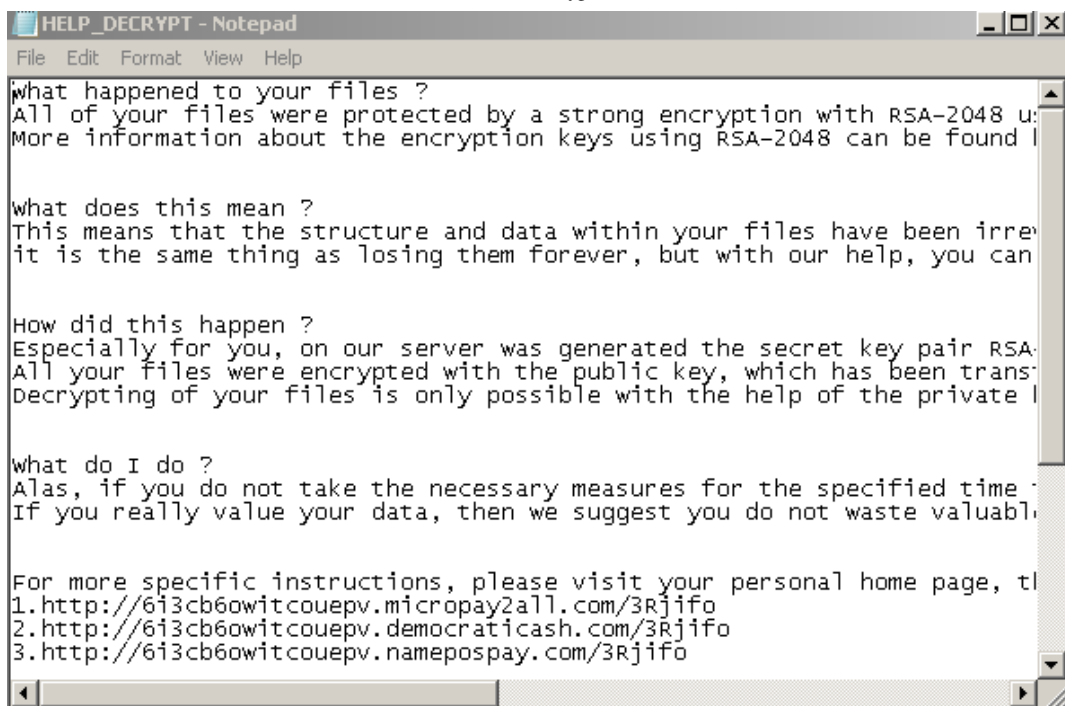 HELP_DECRYPT - Notepad
File Edit Format View Help
What happened to your files ?
All of your files were protected by a strong encryption with RSA-2048
More information about the encryption keys using RSA-2048 can be found

What does this mean ?
This means that the structure and data within your files have been
it is the same thing as losing them forever, but with our help, you can

How did this happen ?
Especially for you, on our server was generated the secret key pair RSA-
All your files were encrypted with the public key, which has been
Decrypting of your files is only possible with the help of the private

What do I do ?
Alas, if you do not take the necessary measures for the specified time
If you really value your data, then we suggest you do not waste

For more specific instructions, please visit your personal home page,
1.http://6i3cb6owitcouepv.micropay2all.com/3Rjifo
2.http://6i3cb6owitcouepv.democraticash.com/3Rjifo
3.http://6i3cb6owitcouepv.namepospay.com/3Rjifo